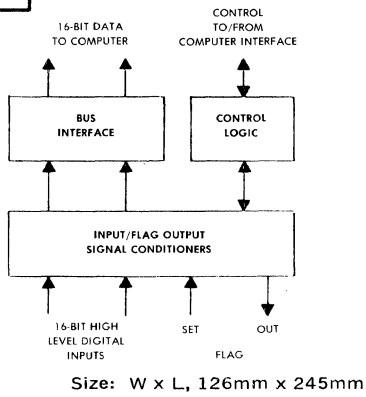 16-BIT DATA
TO COMPUTER
CONTROL
TO/FROM
COMPUTER INTERFACE
BUS
INTERFACE
CONTROL
LOGIC
INPUT/FLAG OUTPUT
SIGNAL CONDITIONERS
16-BIT HIGH
LEVEL DIGITAL
INPUTS
SET
OUT
FLAG
Size: W x L, 126mm x 245mm